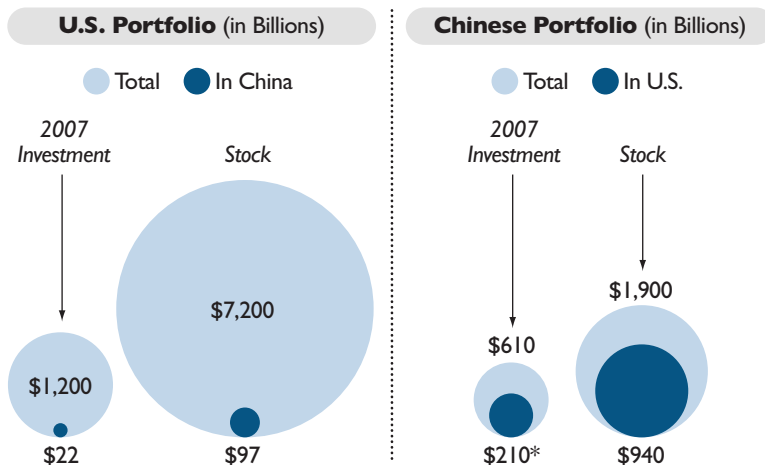 U.S. Portfolio (in Billions)
Total In China
2007
Investment
Stock
$1,200
$7,200
$22
$97
Chinese Portfolio (in Billions)
Total In U.S.
2007
Investment
Stock
$610
$1,900
$210*
$940